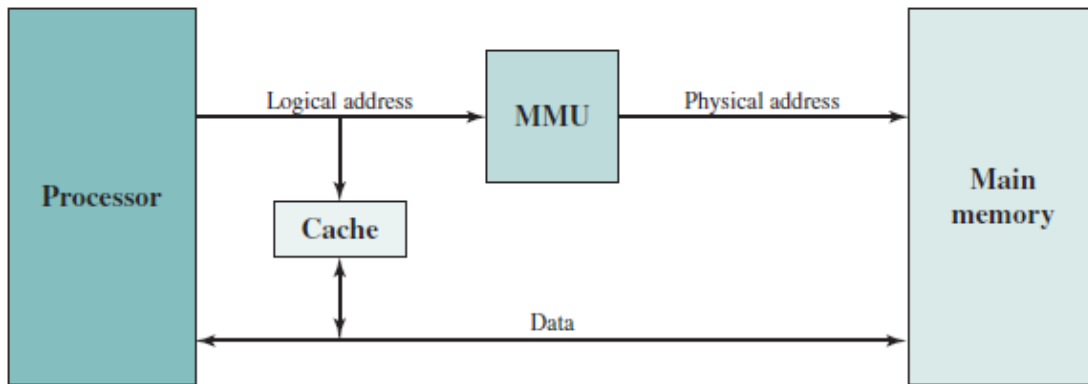 Logical address
MMU
Physical address
Processor
Cache
Main
memory
Data